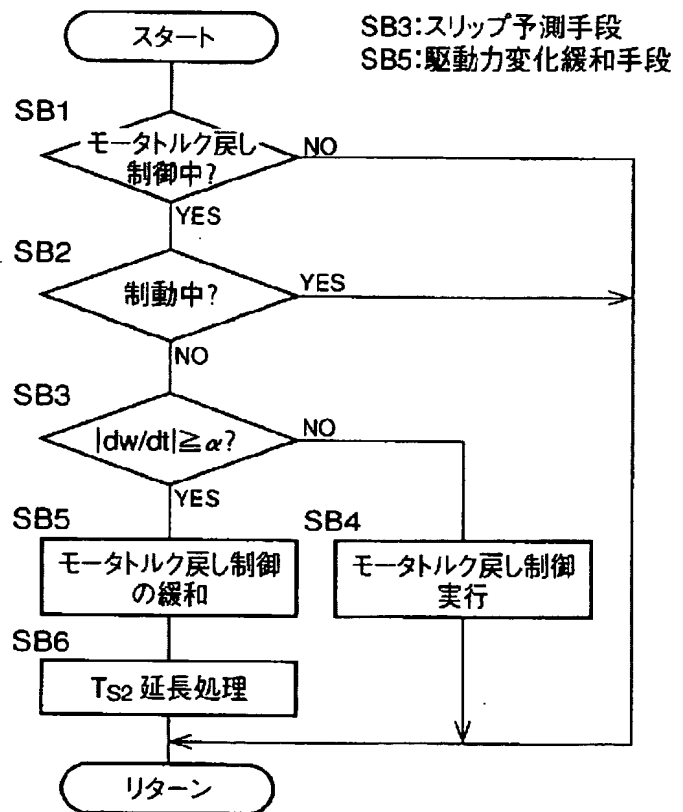 スタート
SB3:スリップ予測手段
SB5:駆動力変化緩和手段
SB1
モータトルク戻し
制御中?
NO
YES
SB2
制動中?
YES
NO
SB3
|dw/dt|≧α?
NO
YES
SB5
モータトルク戻し制御
の緩和
SB4
モータトルク戻し制御
実行
SB6
TS2 延長処理
リターン